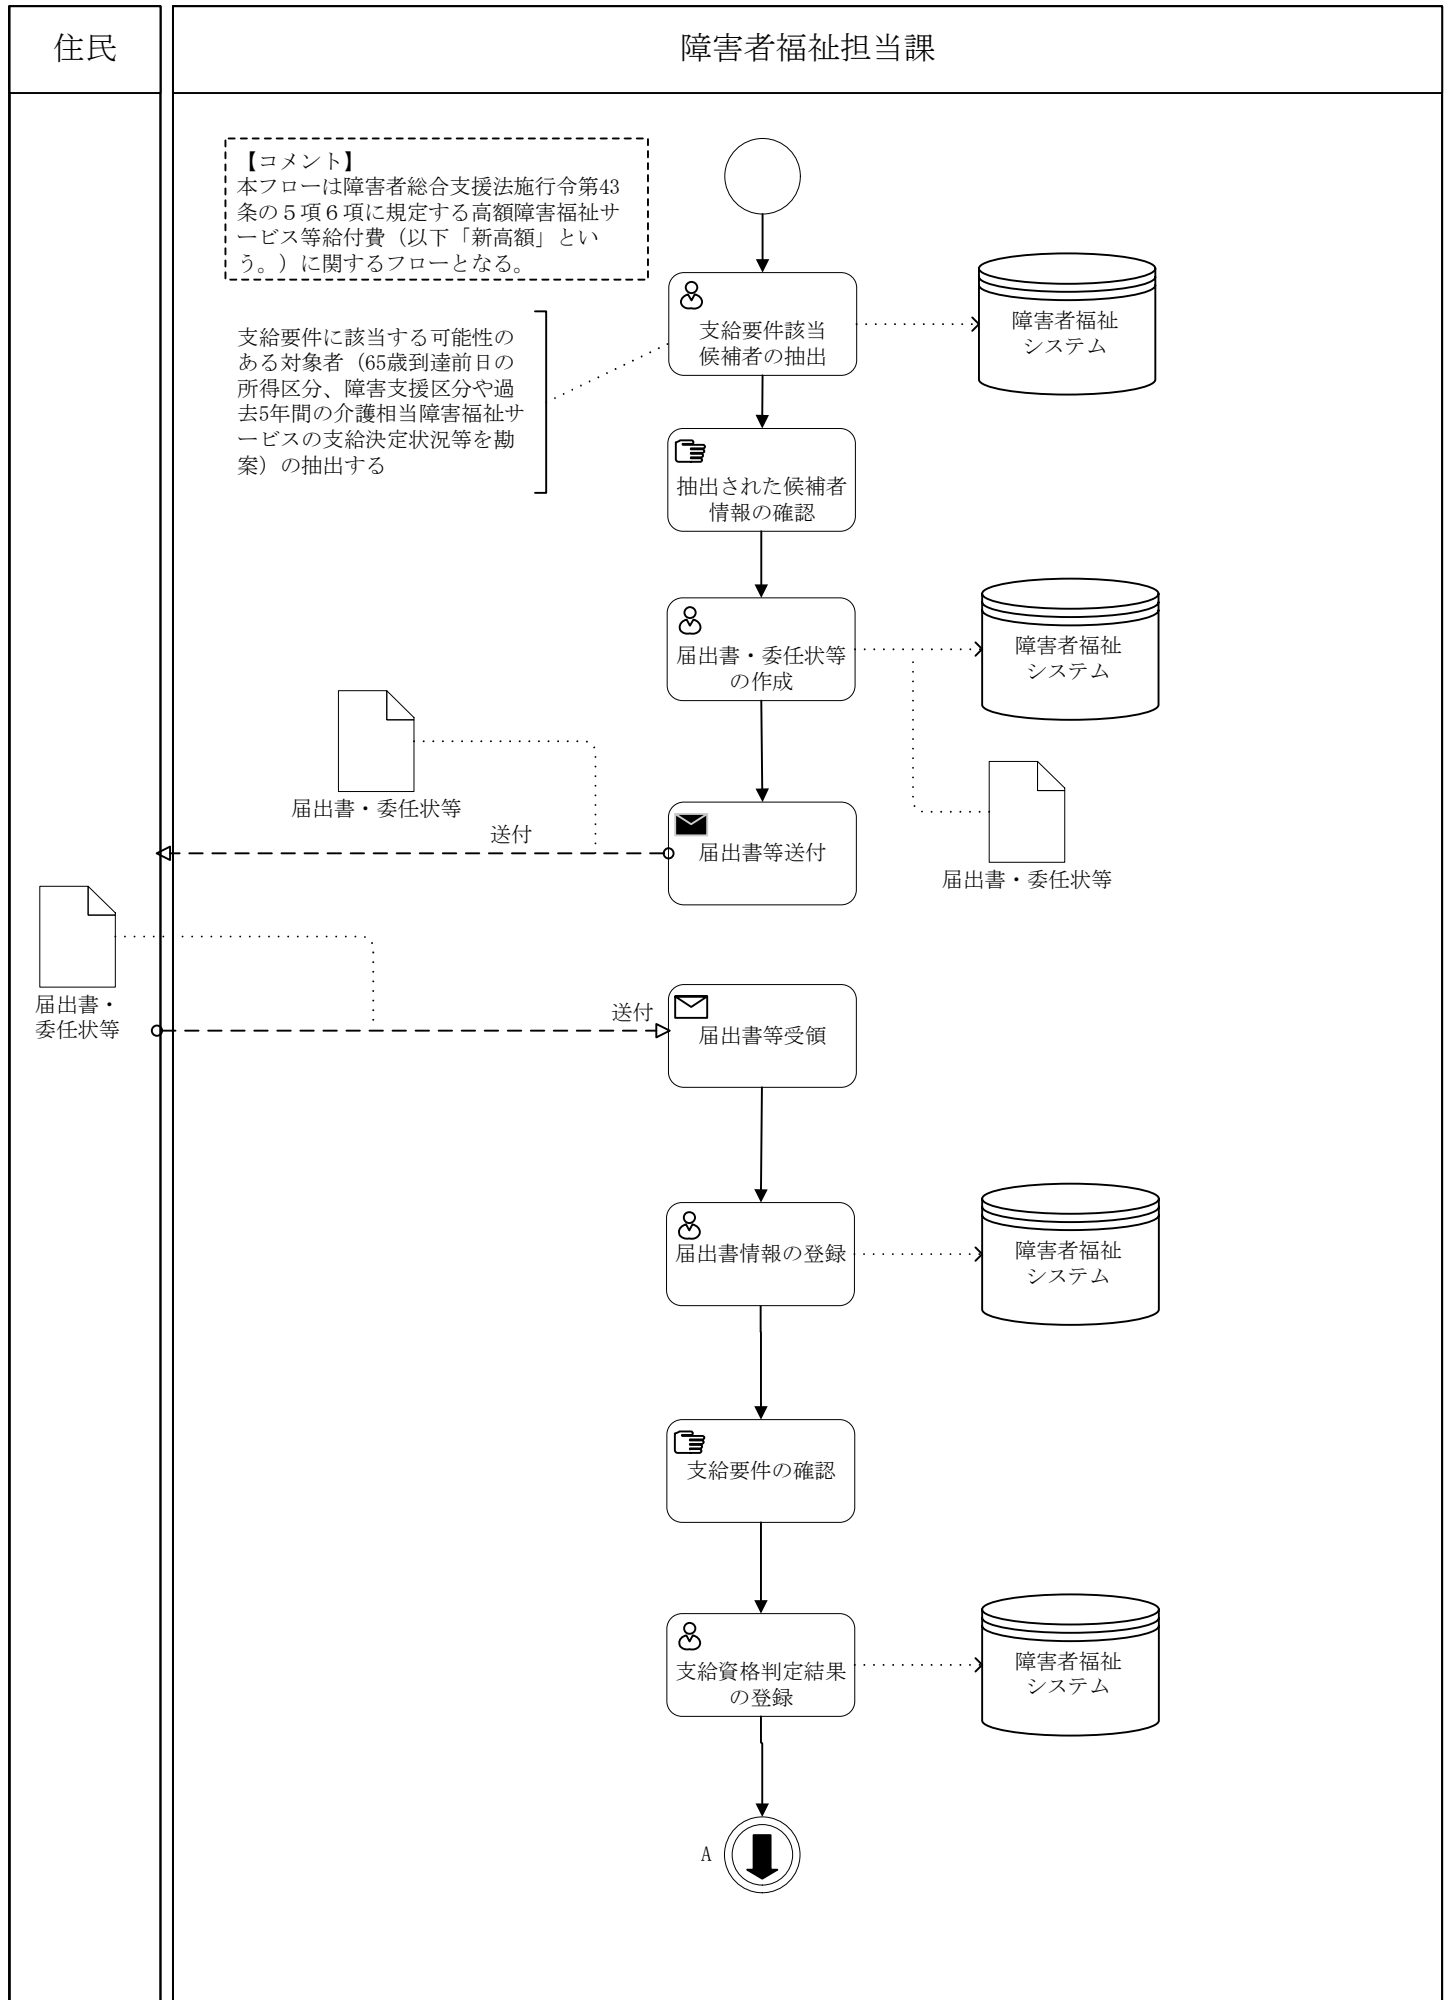 住民
障害者福祉担当課
【コメント】
本フローは障害者総合支援法施行令第43
条の５項６項に規定する高額障害福祉サ
ービス等給付費（以下「新高額」とい
う。）に関するフローとなる。
支給要件該当
候補者の抽出
障害者福祉
システム
支給要件に該当する可能性の
ある対象者（65歳到達前日の
所得区分、障害支援区分や過
去5年間の介護相当障害福祉サ
ービスの支給決定状況等を勘
案）の抽出する
抽出された候補者
情報の確認
届出書・委任状等
の作成
障害者福祉
システム
届出書・委任状等
送付
届出書等送付
届出書・委任状等
届出書・
委任状等
送付
届出書等受領
届出書情報の登録
障害者福祉
システム
支給要件の確認
支給資格判定結果
の登録
障害者福祉
システム
A